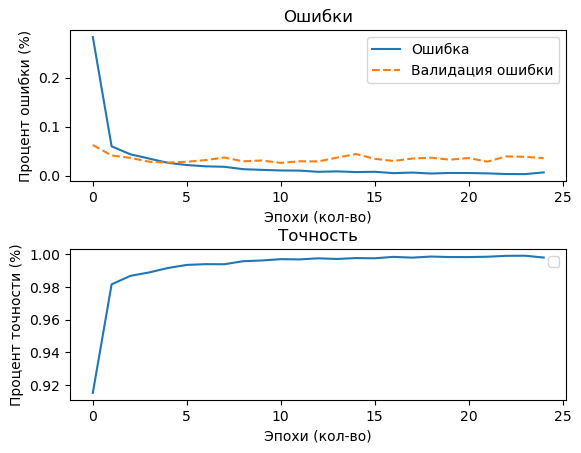 Ошибки
Процент ошибки (%)
0.2
0.1
0.0
Ошибка
Валидация ошибки
0 5 10 15 20 25
Эпохи (кол-во)
Точность
Процент точности (%)
1.00
0.98
0.96
0.94
0.92
0 5 10 15 20 25
Эпохи (кол-во)